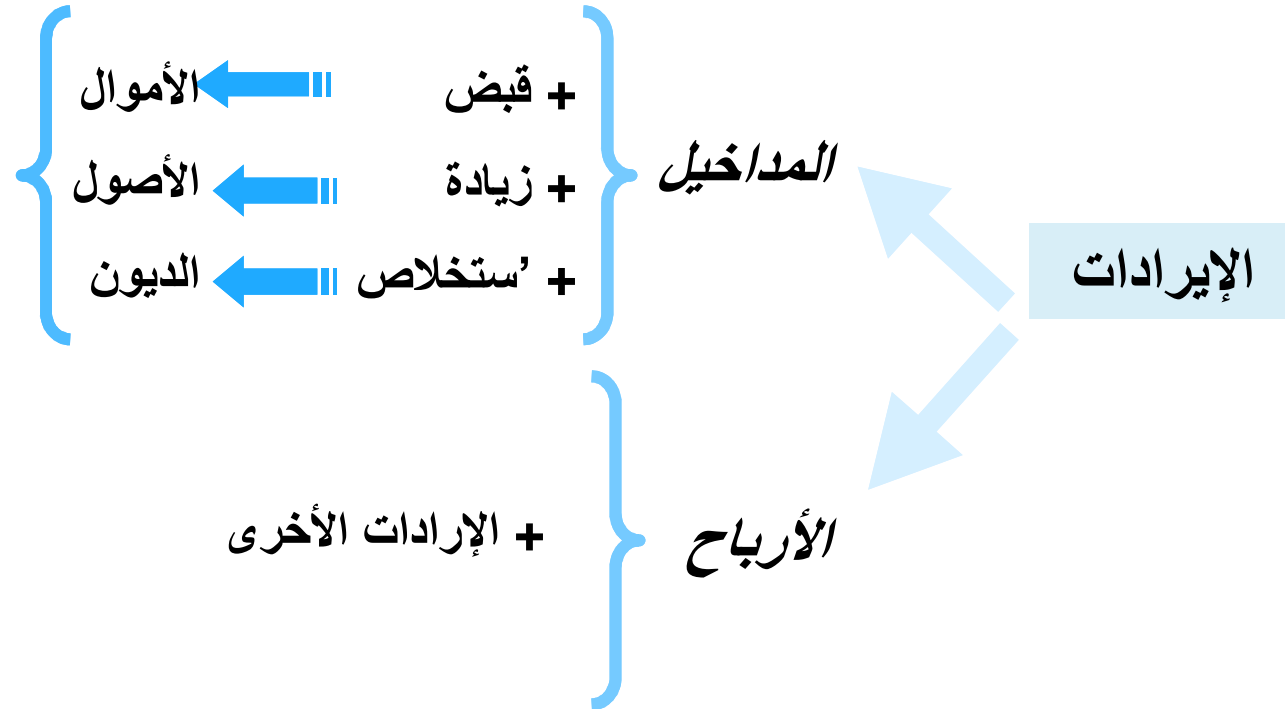 الإيرادات
المداخيل
+ قبض
الأموال
+ زيادة
الأصول
+ ’ستخلاص
الديون
الأرباح
+ الإرادات الأخرى